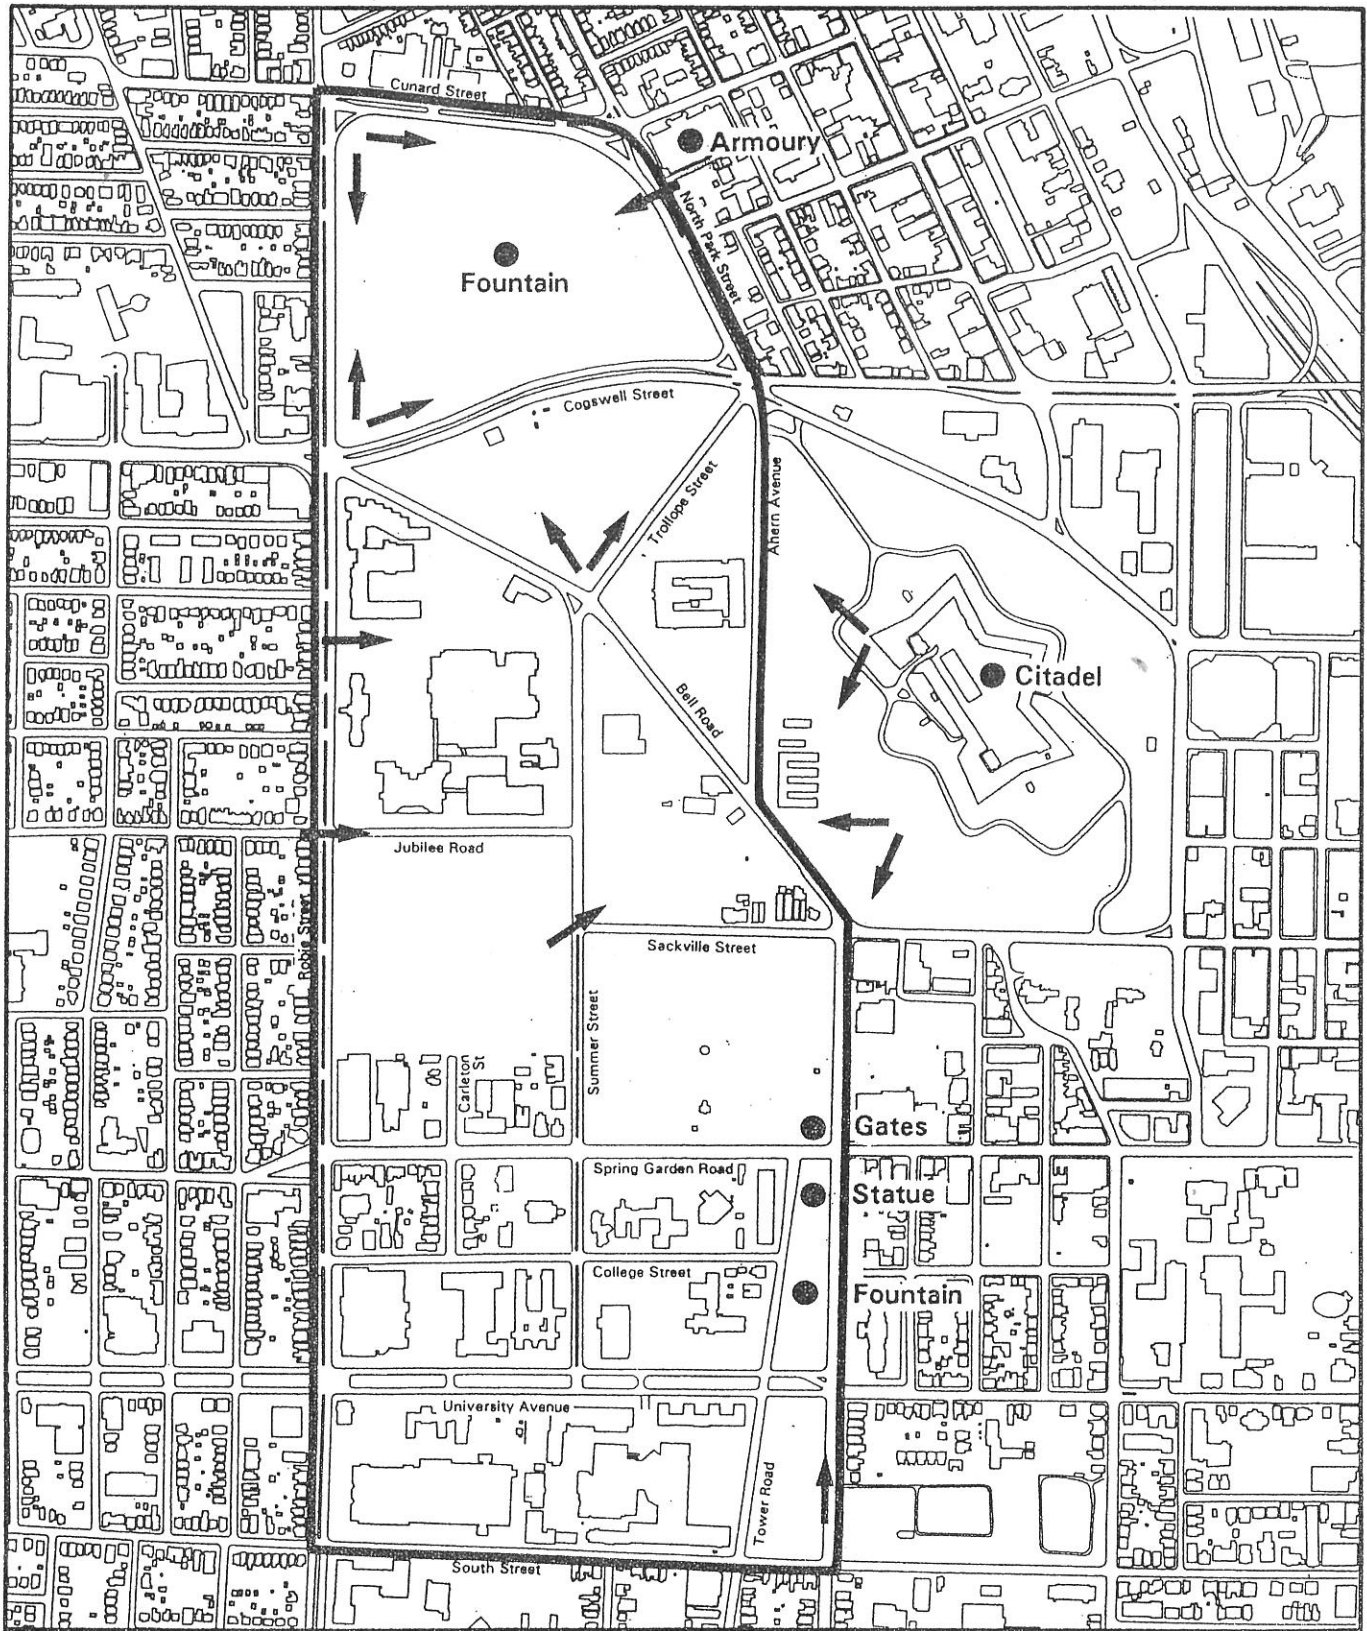 Cunard Street
Armoury
North Park Street
Fountain
Cogswell Street
Trollope Street
Ahern Avenue
Citadel
Bell Road
Jubilee Road
Robie Street
Sackville Street
Summer Street
Carleton St
Gates
Spring Garden Road
Statue
College Street
Fountain
University Avenue
Tower Road
South Street